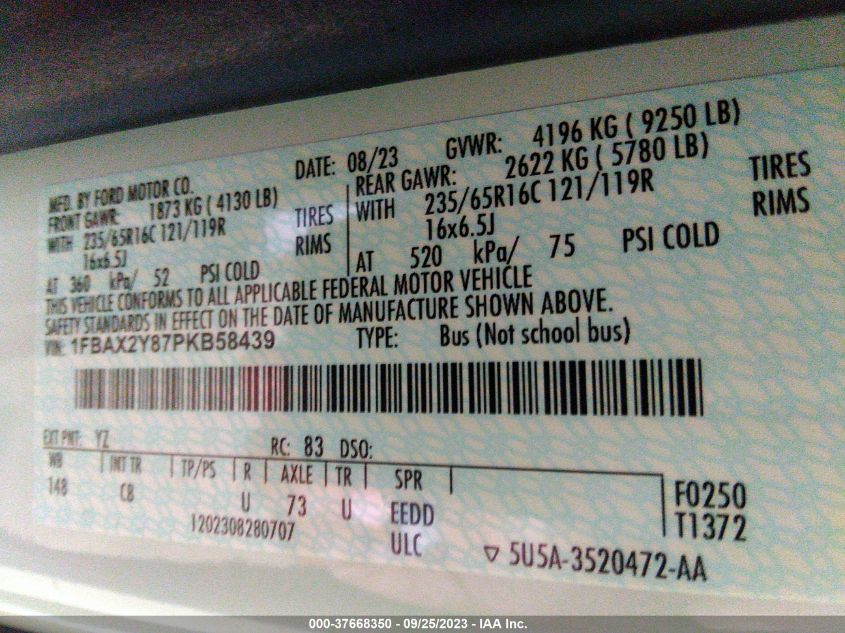 MFD. BY FORD MOTOR CO.
DATE: 08/23 GVWR: 4196 KG ( 9250 LB)
FRONT GAWR: 1873 KG ( 4130 LB) REAR GAWR: 2622 KG ( 5780 LB)
WITH 235/65R16C 121/119R TIRES WITH 235/65R16C 121/119R TIRES
16x6.5J RIMS 16x6.5J RIMS
AT 360 kPa/ 52 PSI COLD AT 520 kPa/ 75 PSI COLD
THIS VEHICLE CONFORMS TO ALL APPLICABLE FEDERAL MOTOR VEHICLE
SAFETY STANDARDS IN EFFECT ON THE DATE OF MANUFACTURE SHOWN ABOVE.
VIN: 1FBAX2Y87PKB58439 TYPE: Bus (Not school bus)
EXT PNT: YZ RC: 83 DSO:
WB INT TR TP/PS R AXLE TR SPR
148 CB U 73 U EEDD
F0250
T1372
1202308280707 ULC
▽ 5U5A-3520472-AA
000-37668350 - 09/25/2023 - IAA Inc.